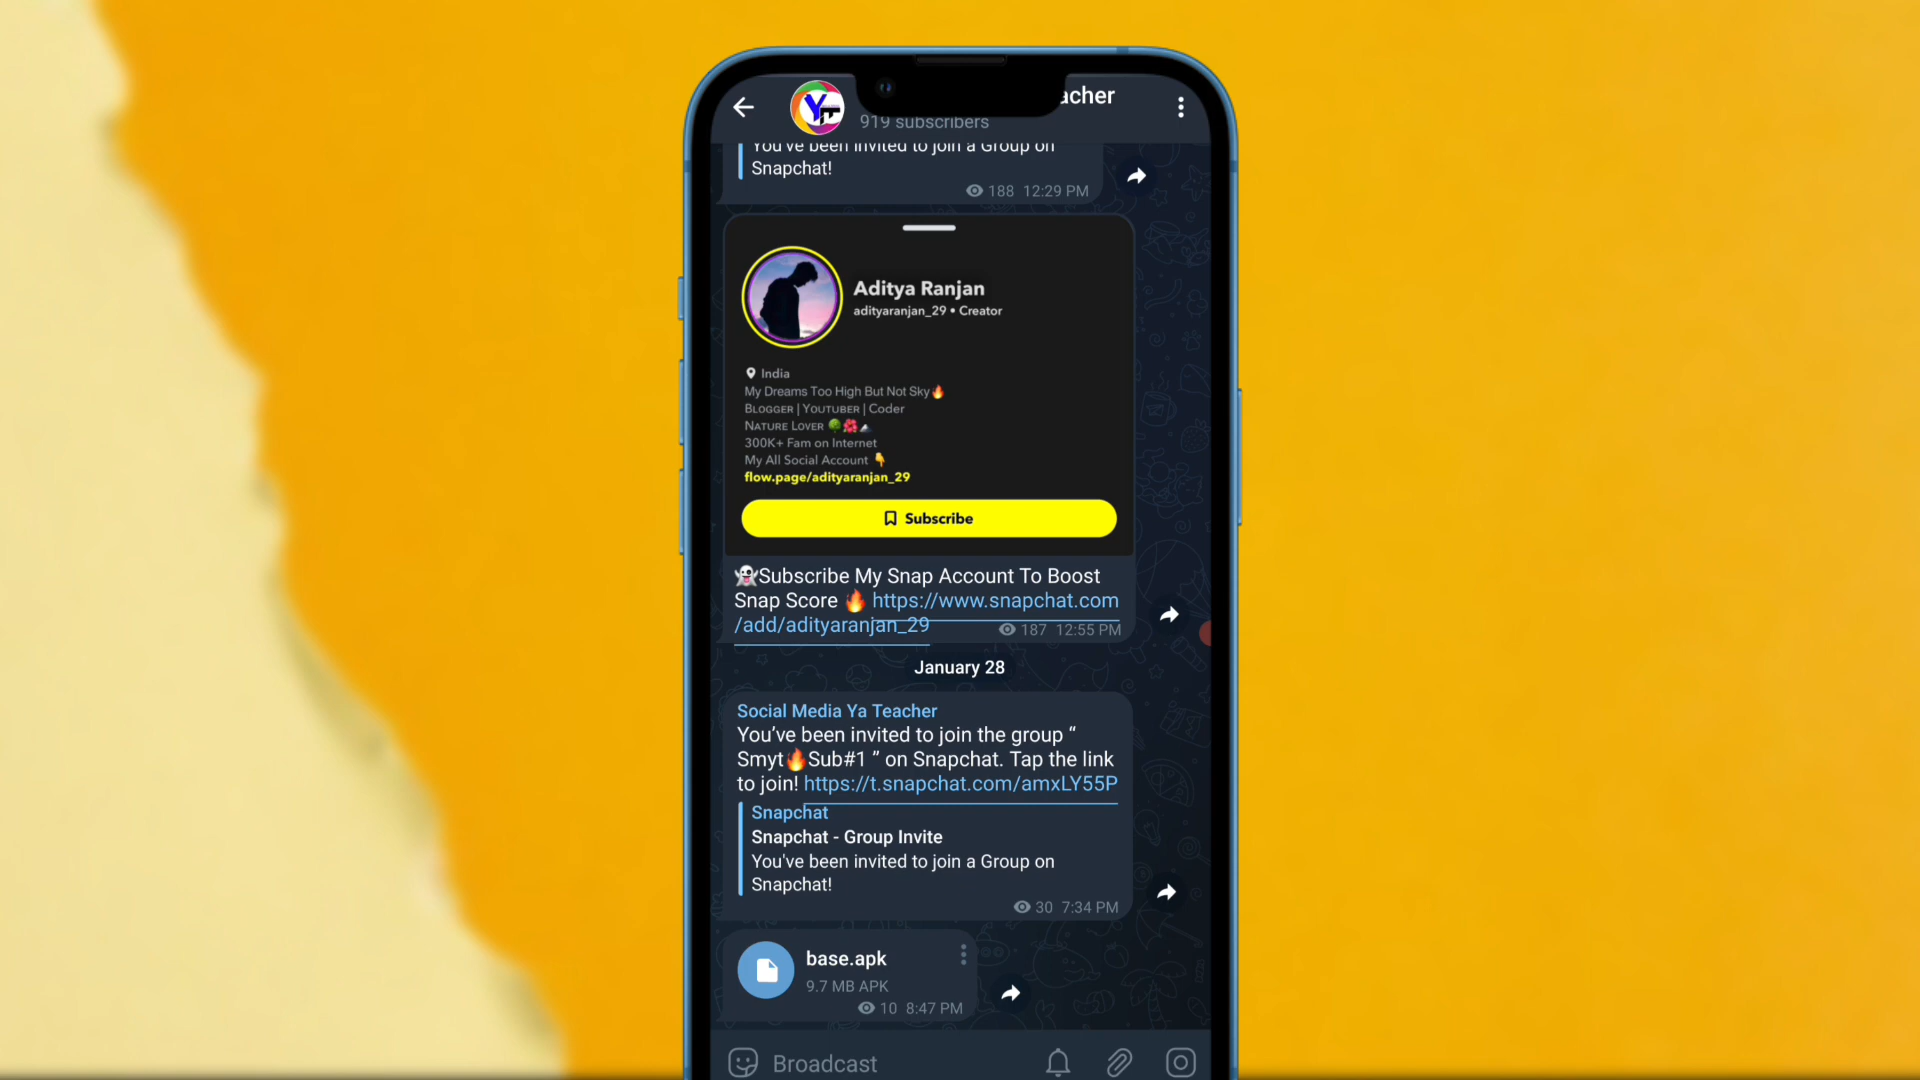 acher
919 subscribers
You've been invited to join a Group on
Snapchat!
188 12:29 PM
Aditya Ranjan
adityaranjan_29 • Creator
India
My Dreams Too High But Not Sky🔥
Blogger | Youtuber | Coder
Nature Lover 🌳🌺🏔️
300K+ Fam on Internet
My All Social Account 👇
flow.page/adityaranjan_29
Subscribe
👻Subscribe My Snap Account To Boost
Snap Score 🔥 https://www.snapchat.com
/add/adityaranjan_29
187 12:55 PM
January 28
Social Media Ya Teacher
You've been invited to join the group “
Smyt🔥Sub#1 ” on Snapchat. Tap the link
to join! https://t.snapchat.com/amxLY55P
Snapchat
Snapchat - Group Invite
You've been invited to join a Group on
Snapchat!
30 7:34 PM
base.apk
9.7 MB APK
10 8:47 PM
Broadcast